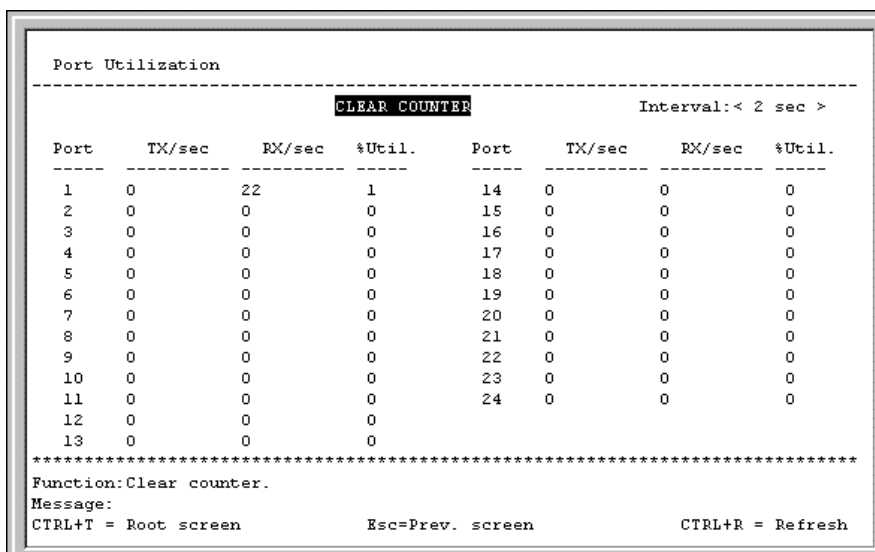 Port Utilization
--------------------------------------------------------------------------------
CLEAR COUNTER Interval:< 2 sec >
Port TX/sec RX/sec %Util. Port TX/sec RX/sec %Util.
----- ---------- ---------- ----- ----- ---------- ---------- -----
1 0 22 1 14 0 0 0
2 0 0 0 15 0 0 0
3 0 0 0 16 0 0 0
4 0 0 0 17 0 0 0
5 0 0 0 18 0 0 0
6 0 0 0 19 0 0 0
7 0 0 0 20 0 0 0
8 0 0 0 21 0 0 0
9 0 0 0 22 0 0 0
10 0 0 0 23 0 0 0
11 0 0 0 24 0 0 0
12 0 0 0
13 0 0 0
********************************************************************************
Function:Clear counter.
Message:
CTRL+T = Root screen Esc=Prev. screen CTRL+R = Refresh